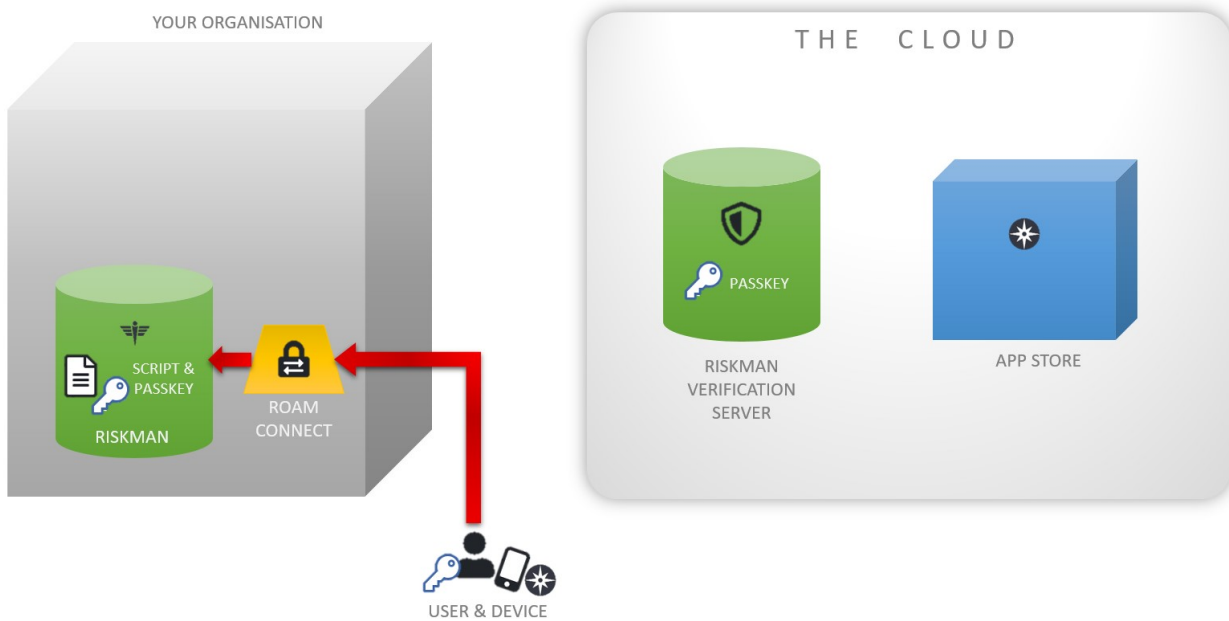 YOUR ORGANISATION
THE CLOUD
PASSKEY
RISKMAN
VERIFICATION
SERVER
APP STORE
SCRIPT &
PASSKEY
RISKMAN
ROAM
CONNECT
USER & DEVICE